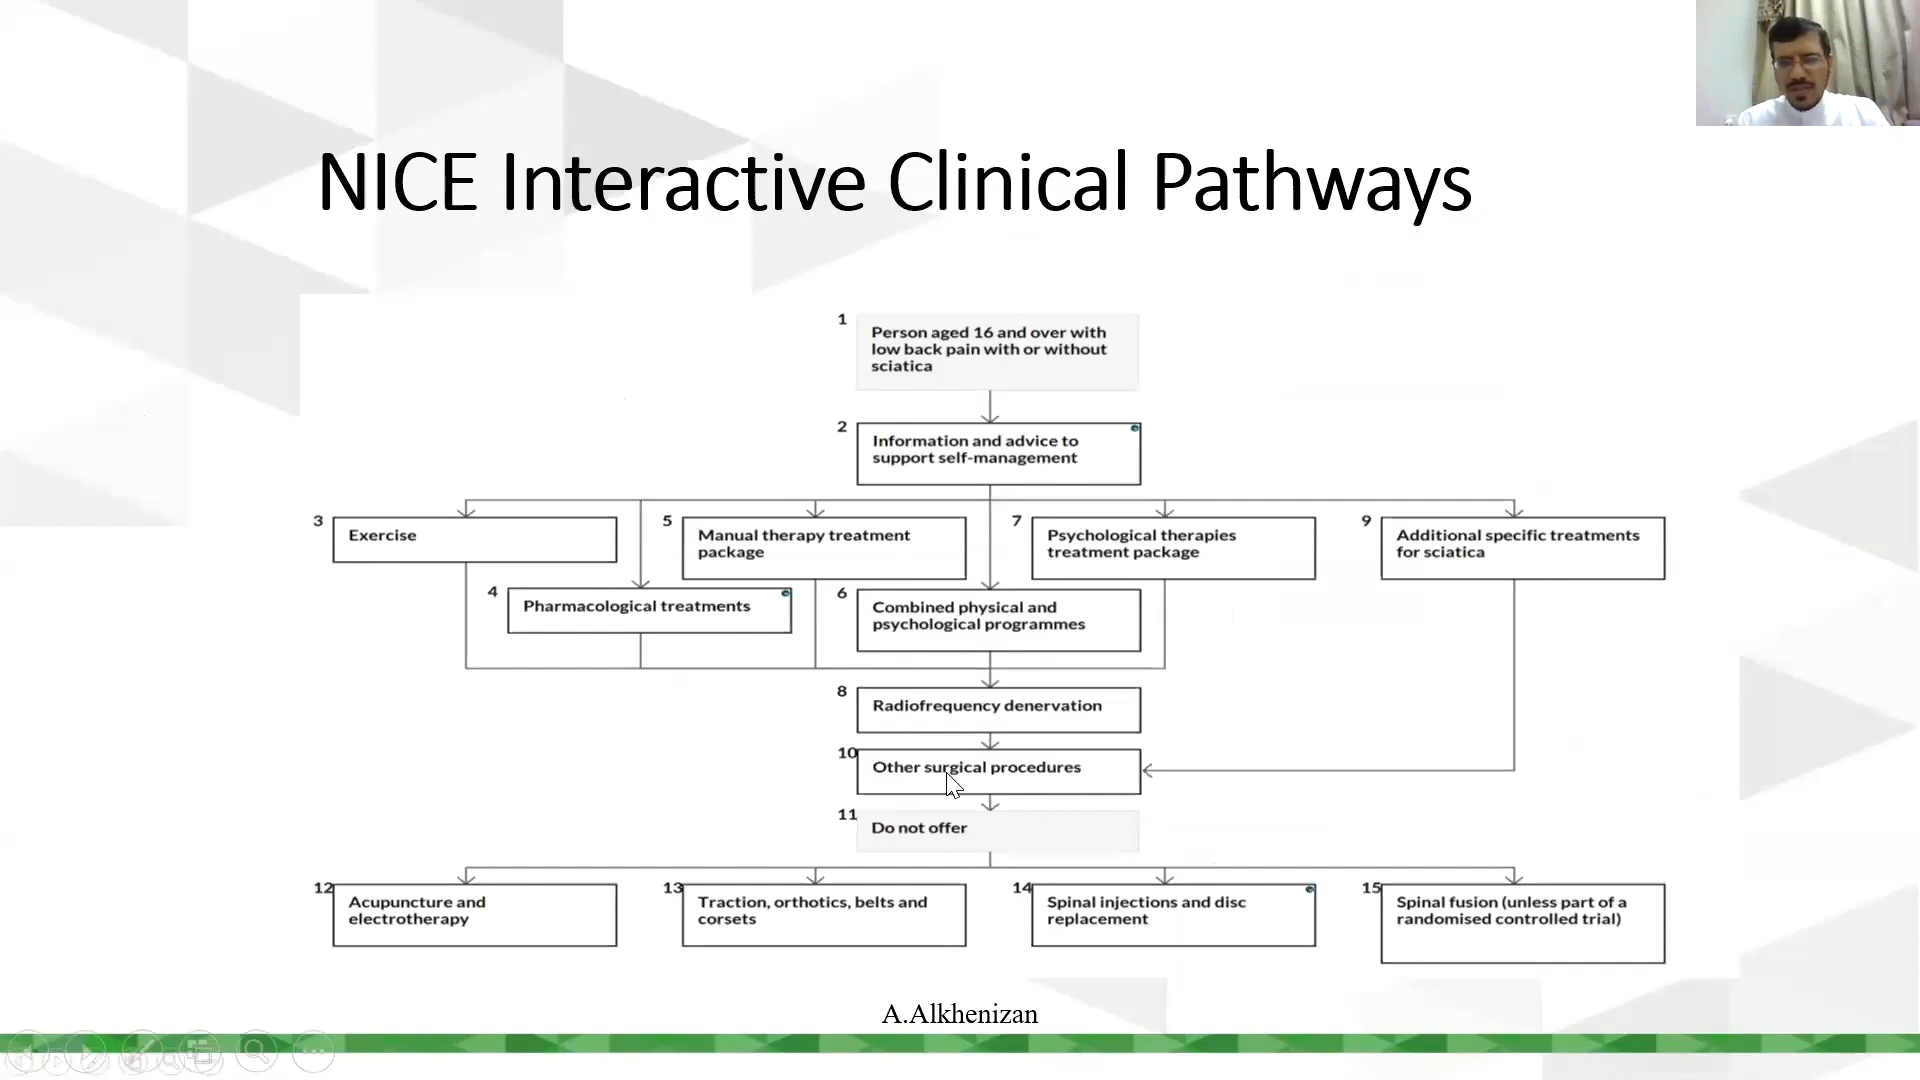 NICE Interactive Clinical Pathways
1
Person aged 16 and over with
low back pain with or without
sciatica
2
Information and advice to
support self-management
3
Exercise
4
Pharmacological treatments
5
Manual therapy treatment
package
6
Combined physical and
psychological programmes
7
Psychological therapies
treatment package
8
Radiofrequency denervation
9
Additional specific treatments
for sciatica
10
Other surgical procedures
11
Do not offer
12
Acupuncture and
electrotherapy
13
Traction, orthotics, belts and
corsets
14
Spinal injections and disc
replacement
15
Spinal fusion (unless part of a
randomised controlled trial)
A.Alkhenizan